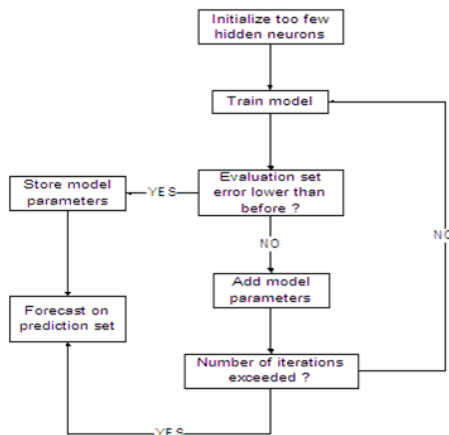 Initialize too few
hidden neurons
Train model
Evaluation set
error lower than
before ?
YES
Store model
parameters
NO
NO
Add model
parameters
Forecast on
prediction set
Number of iterations
exceeded ?
YES